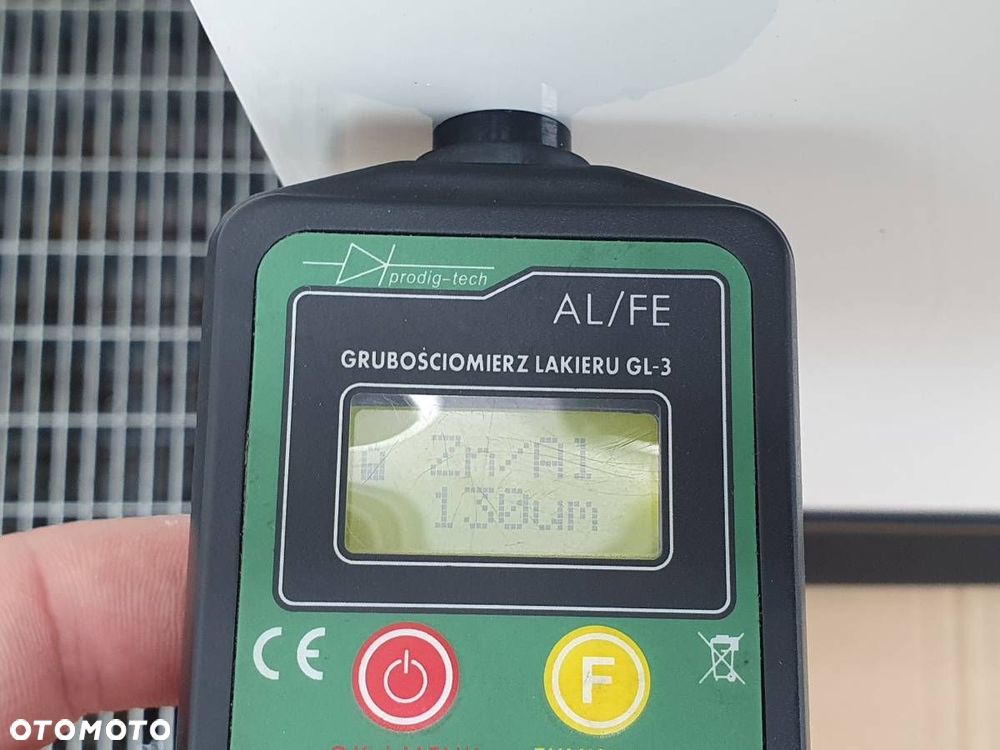 prodig-tech
AL/FE
GRUBOŚCIOMIERZ LAKIERU GL-3
Zn/Al
130um
CE
F
OTOMOTO